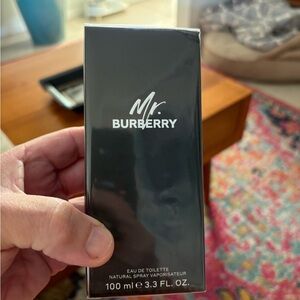 Mr.
BURBERRY
EAU DE TOILETTE
NATURAL SPRAY VAPORISATEUR
100 ml ℮ 3.3 FL. OZ.